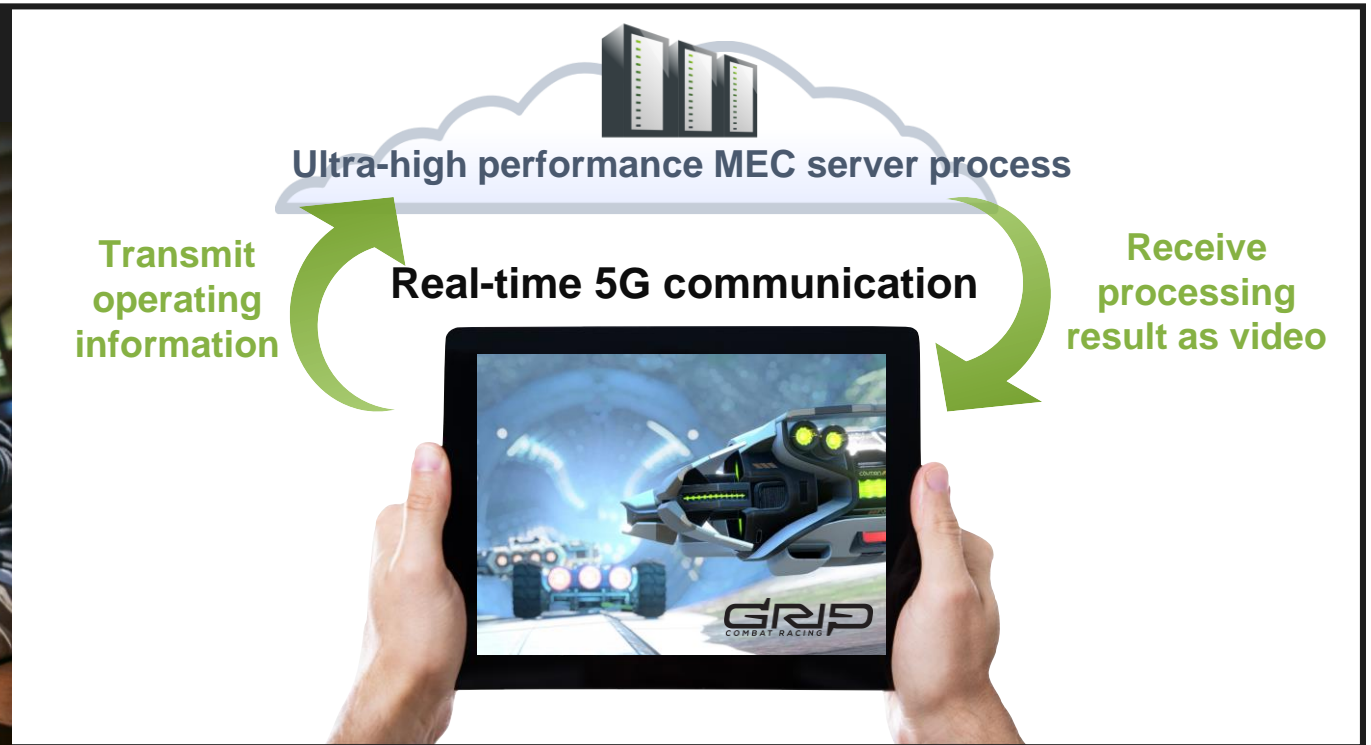 Ultra-high performance MEC server process
Transmit
operating
information
Real-time 5G communication
Receive
processing
result as video
GRIP
COMBAT RACING